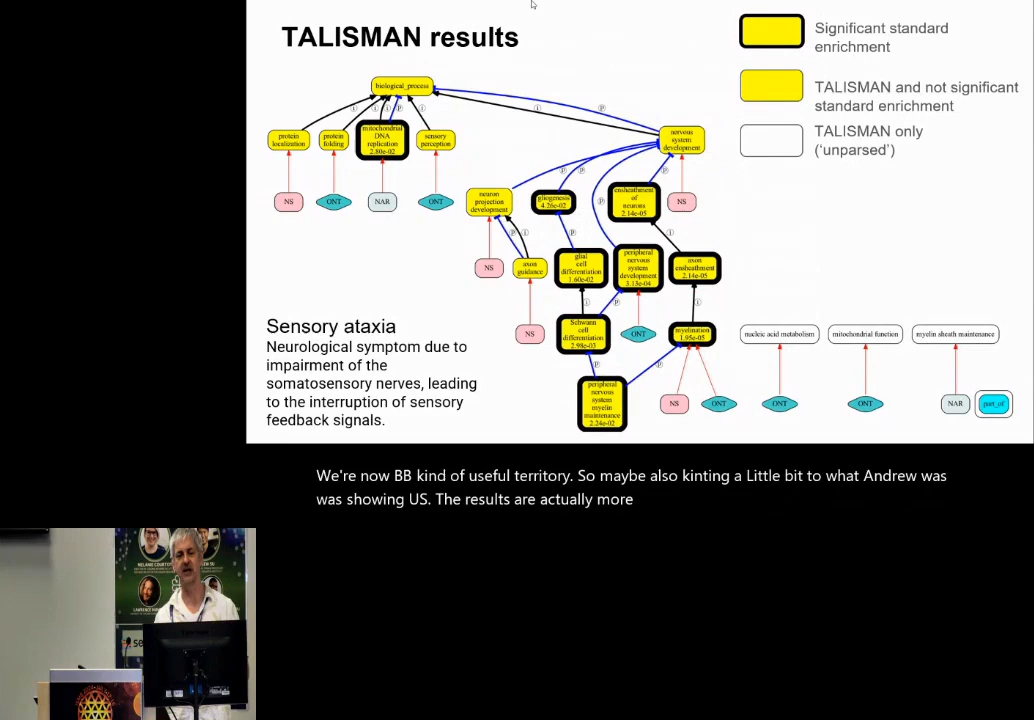 TALISMAN results
Significant standard
enrichment
TALISMAN and not significant
standard enrichment
TALISMAN only
('unparsed')
biological_process
protein
localization
protein
folding
mitochondrial
DNA
replication
2.80e-02
sensory
perception
nervous
system
development
NS
ONT
NAR
ONT
neuron
projection
development
gliogenesis
4.26e-02
ensheathment
of
neurons
2.14e-05
NS
NS
axon
guidance
glial
cell
differentiation
1.60e-02
peripheral
nervous
system
development
3.13e-04
axon
ensheathment
2.14e-05
NS
Schwann
cell
differentiation
2.98e-03
ONT
myelination
1.95e-05
nucleic acid metabolism
mitochondrial function
myelin sheath maintenance
peripheral
nervous
system
myelin
maintenance
2.24e-02
NS
ONT
ONT
ONT
NAR
part_of
Sensory ataxia
Neurological symptom due to
impairment of the
somatosensory nerves, leading
to the interruption of sensory
feedback signals.
We're now BB kind of useful territory. So maybe also kinting a Little bit to what Andrew was
was showing US. The results are actually more